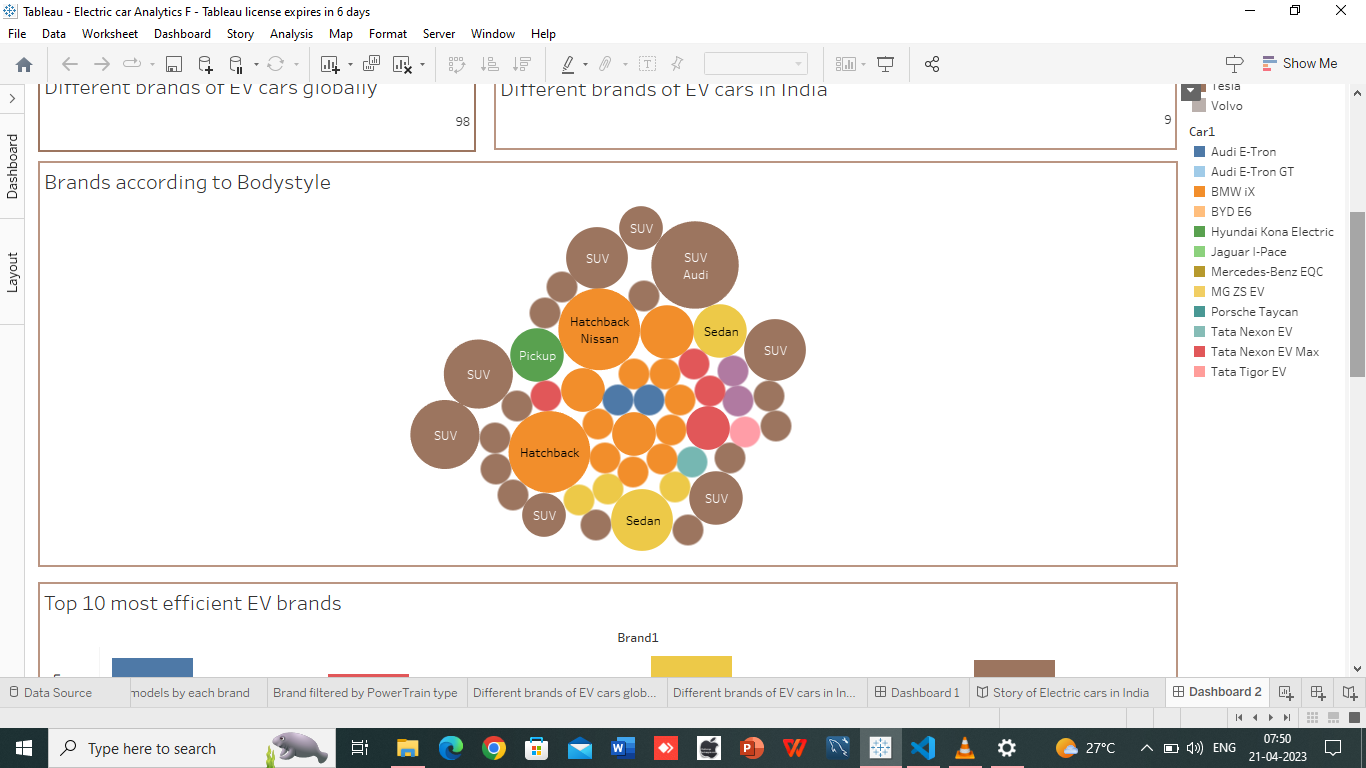 Tableau - Electric car Analytics F - Tableau license expires in 6 days
File Data Worksheet Dashboard Story Analysis Map Format Server Window Help
Show Me
Different brands of EV cars globally
98
Different brands of EV cars in India
9
Dashboard
Layout
Brands according to Bodystyle
SUV
SUV
SUV
Audi
Hatchback
Nissan
Sedan
Pickup
SUV
SUV
SUV
Hatchback
SUV
SUV
Sedan
Tesla
Volvo
Car1
Audi E-Tron
Audi E-Tron GT
BMW iX
BYD E6
Hyundai Kona Electric
Jaguar I-Pace
Mercedes-Benz EQC
MG ZS EV
Porsche Taycan
Tata Nexon EV
Tata Nexon EV Max
Tata Tigor EV
Top 10 most efficient EV brands
Brand1
Data Source models by each brand Brand filtered by PowerTrain type Different brands of EV cars glob... Different brands of EV cars in In... Dashboard 1 Story of Electric cars in India Dashboard 2
Type here to search
27°C ENG 07:50
21-04-2023